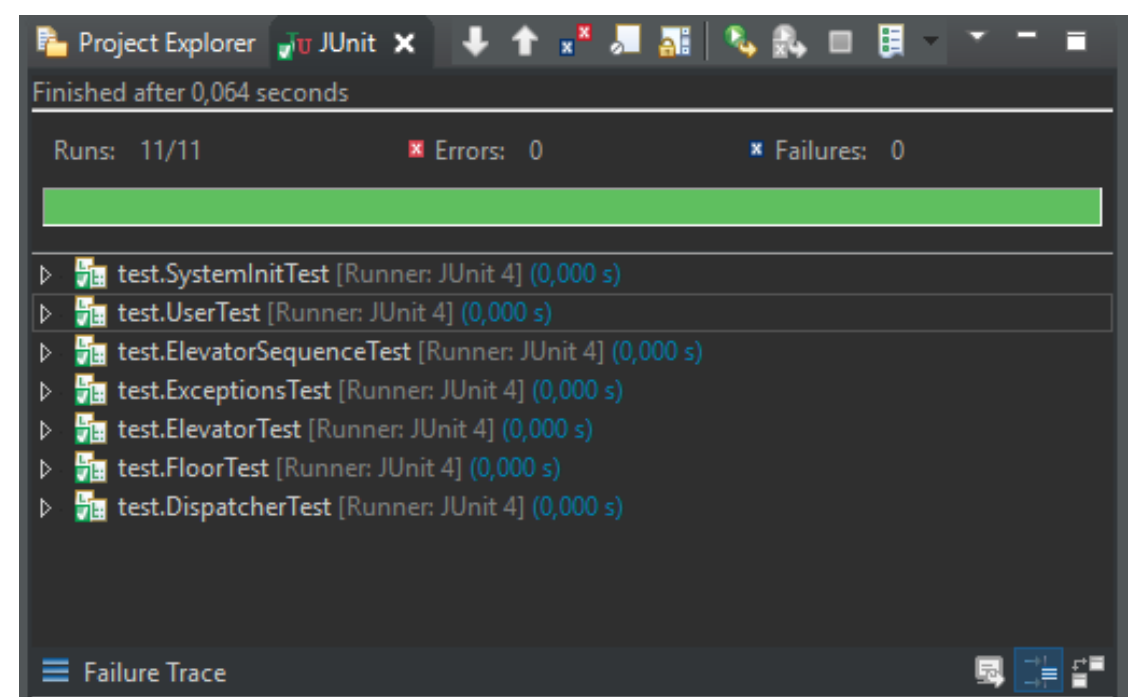 Project Explorer JUnit
Finished after 0,064 seconds
Runs: 11/11 Errors: 0 Failures: 0
test.SystemInitTest [Runner: JUnit 4] (0,000 s)
test.UserTest [Runner: JUnit 4] (0,000 s)
test.ElevatorSequenceTest [Runner: JUnit 4] (0,000 s)
test.ExceptionsTest [Runner: JUnit 4] (0,000 s)
test.ElevatorTest [Runner: JUnit 4] (0,000 s)
test.FloorTest [Runner: JUnit 4] (0,000 s)
test.DispatcherTest [Runner: JUnit 4] (0,000 s)
Failure Trace